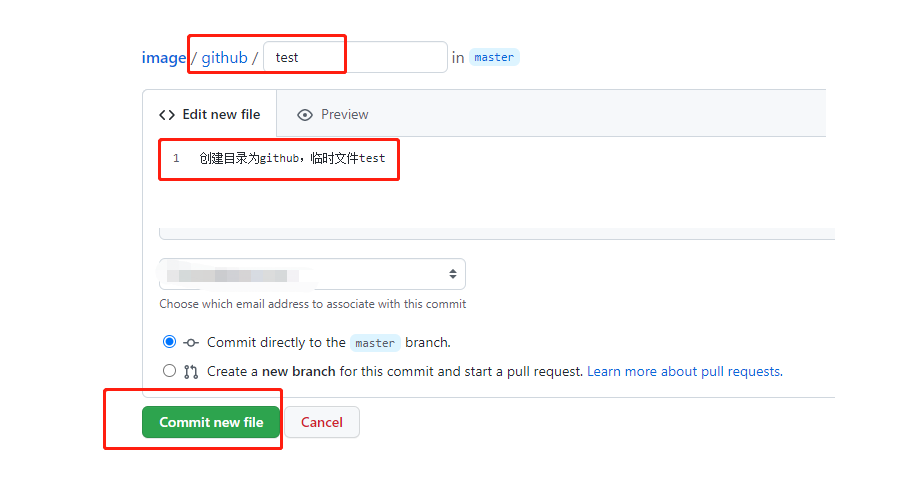 image / github / test in master
<> Edit new file Preview
1 创建目录为github，临时文件test
Choose which email address to associate with this commit
Commit directly to the master branch.
Create a new branch for this commit and start a pull request. Learn more about pull requests.
Commit new file Cancel